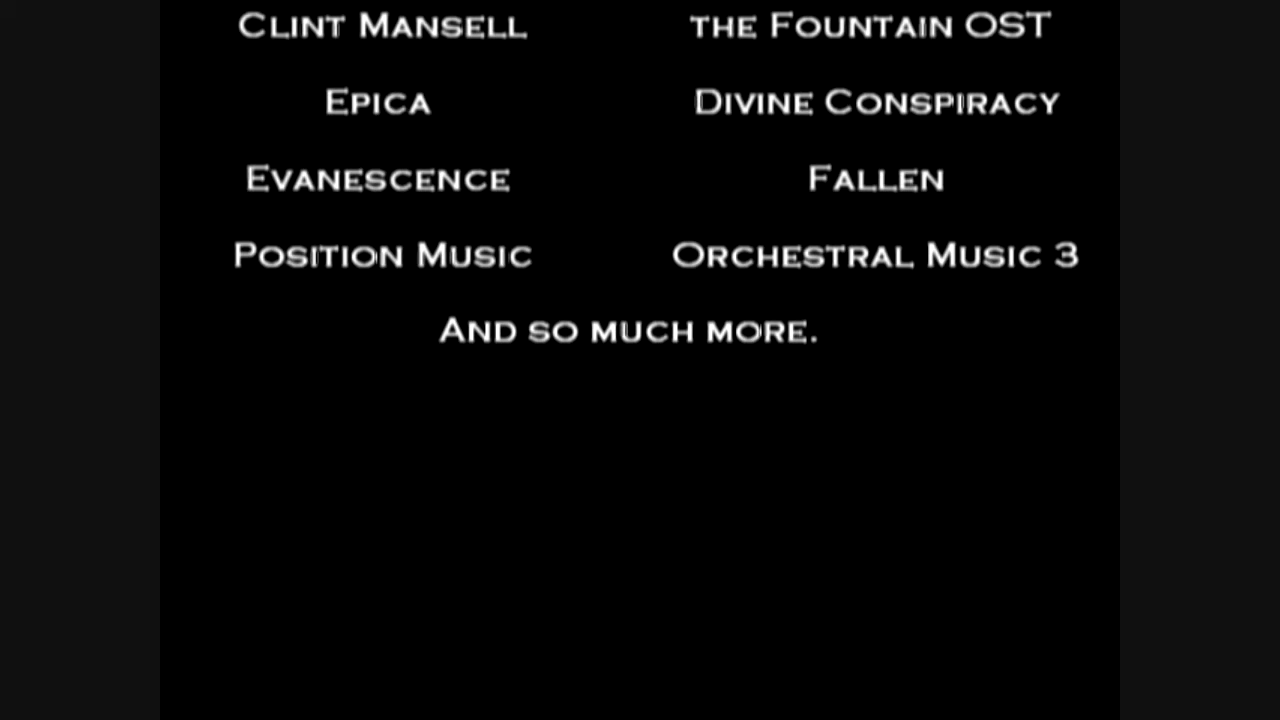 Clint Mansell the Fountain OST
Epica Divine Conspiracy
Evanescence Fallen
Position Music Orchestral Music 3
And so much more.